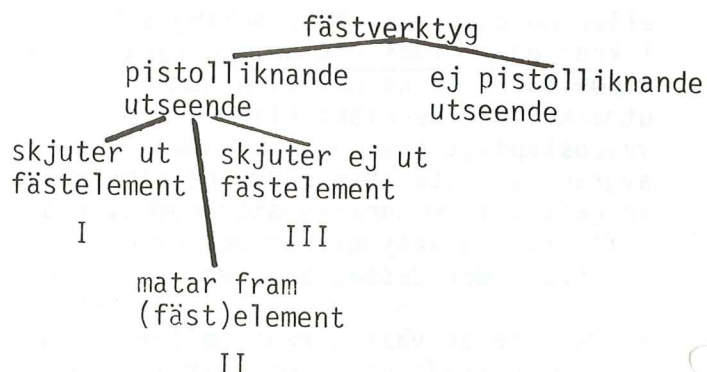 fästverktyg
pistolliknande
utseende
ej pistolliknande
utseende
skjuter ut
fästelement
I
skjuter ej ut
fästelement
III
matar fram
(fäst)element
II